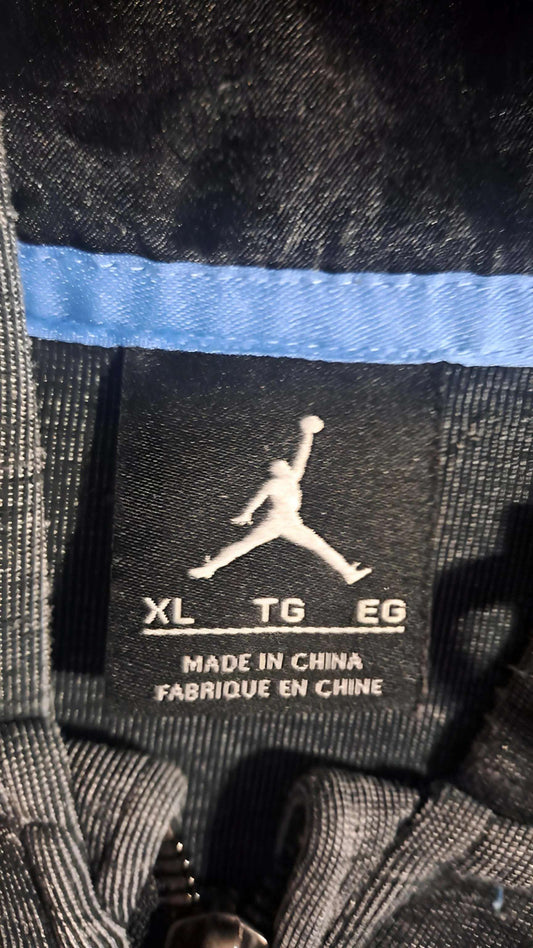 XL TG EG
MADE IN CHINA
FABRIQUE EN CHINE